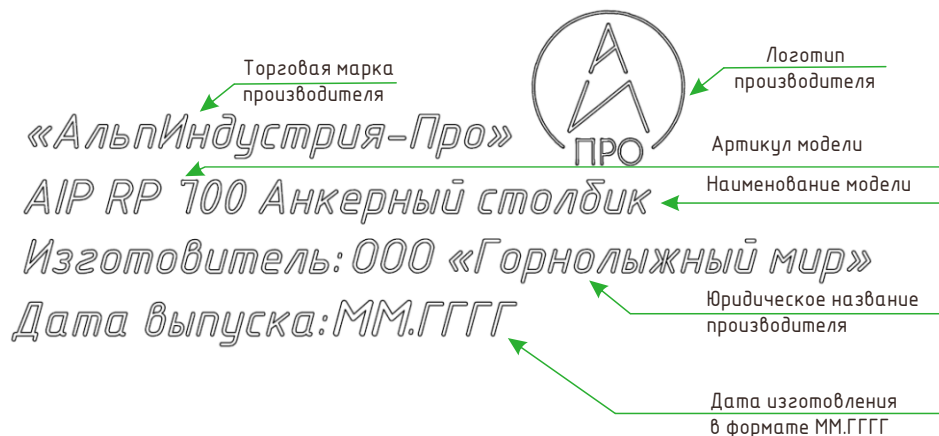 Торговая марка
производителя
Логотип
производителя
«АльпИндустрия-Про»
ПРО
Артикул модели
AIP RP 100 Анкерный столбик
Наименование модели
Изготовитель: ООО «Горнолыжный мир»
Юридическое название
производителя
Дата выпуска: ММ.ГГГГ
Дата изготовления
в формате ММ.ГГГГ